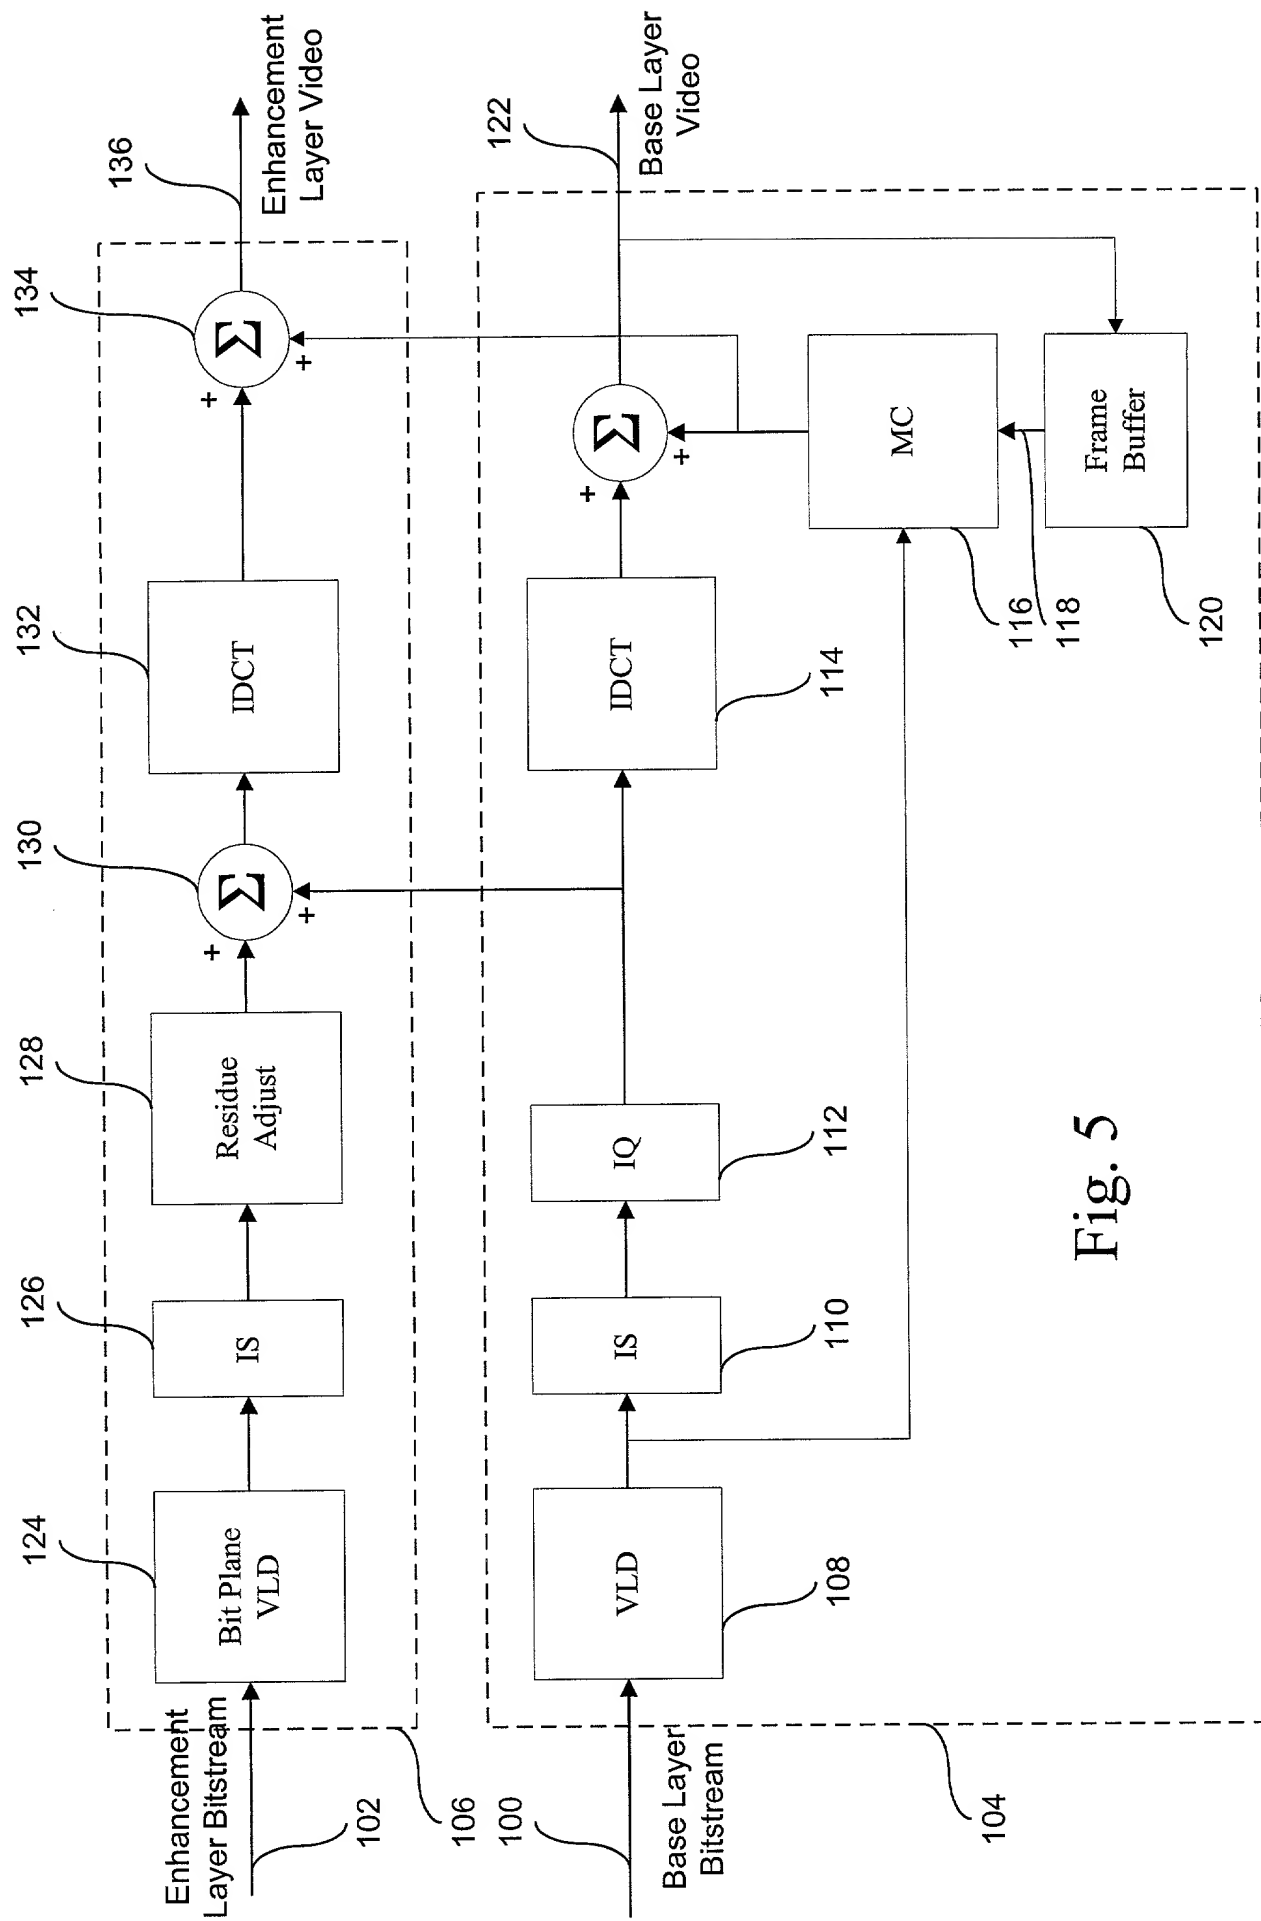 Enhancement
Layer Bitstream
102
106
124
Bit Plane
VLD
126
IS
128
Residue
Adjust
130
Σ
+
+
132
IDCT
134
Σ
+
+
136
Enhancement
Layer Video
Base Layer
Bitstream
100
104
VLD
108
IS
110
IQ
112
IDCT
114
Σ
+
+
122
Base Layer
Video
MC
116
118
Frame
Buffer
120
Fig. 5